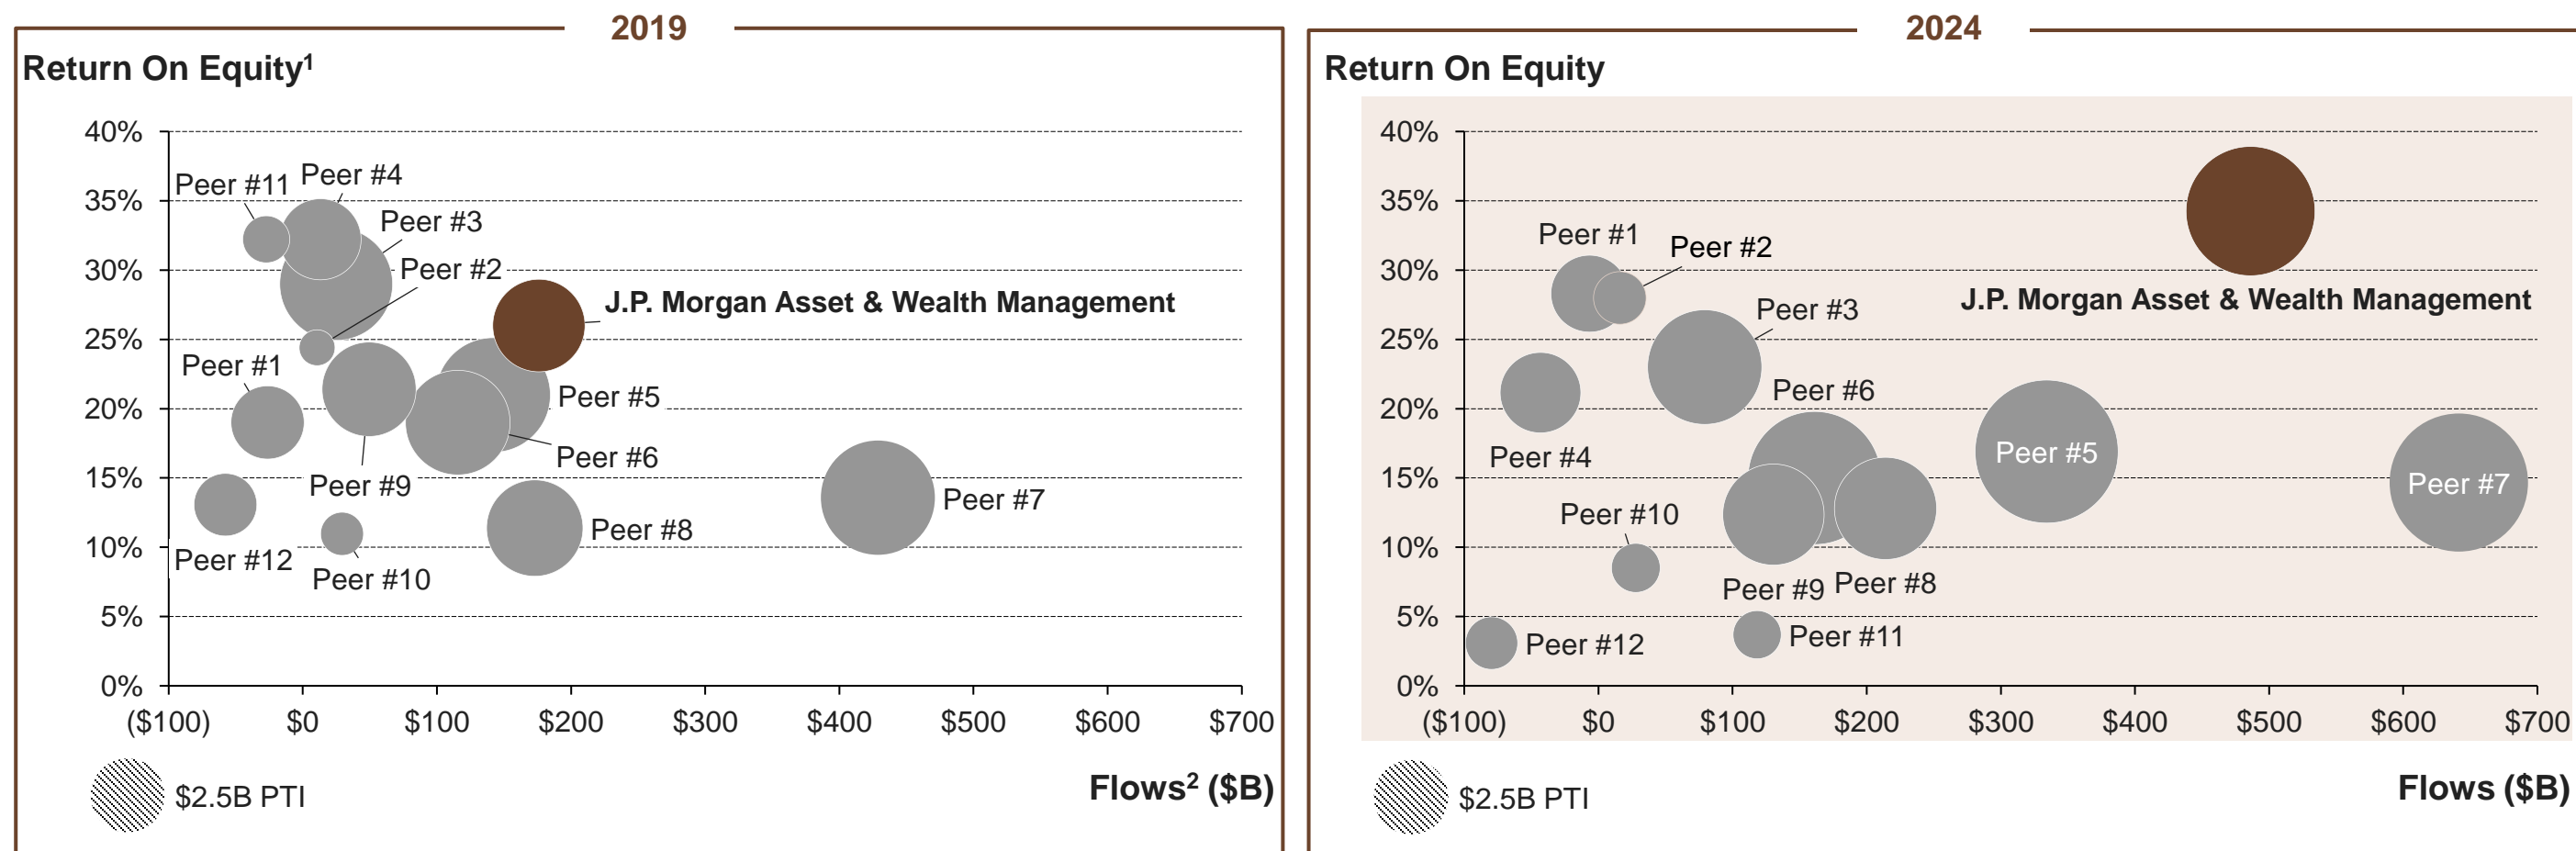 2019
Return On Equity¹
40%
35%
30%
25%
20%
15%
10%
5%
0%
Peer #11
Peer #4
Peer #3
Peer #2
J.P. Morgan Asset & Wealth Management
Peer #1
Peer #5
Peer #6
Peer #9
Peer #7
Peer #8
Peer #12
Peer #10
($100)
$0
$100
$200
$300
$400
$500
$600
$700
$2.5B PTI
Flows² ($B)
2024
Return On Equity
40%
35%
30%
25%
20%
15%
10%
5%
0%
Peer #1
Peer #2
J.P. Morgan Asset & Wealth Management
Peer #3
Peer #6
Peer #4
Peer #5
Peer #7
Peer #10
Peer #9
Peer #8
Peer #11
Peer #12
($100)
$0
$100
$200
$300
$400
$500
$600
$700
$2.5B PTI
Flows ($B)